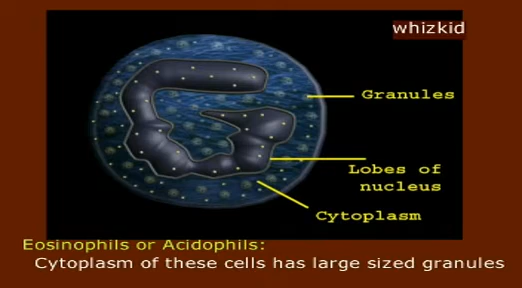 whizkid
Granules
Lobes of
nucleus
Cytoplasm
Eosinophils or Acidophils:
Cytoplasm of these cells has large sized granules